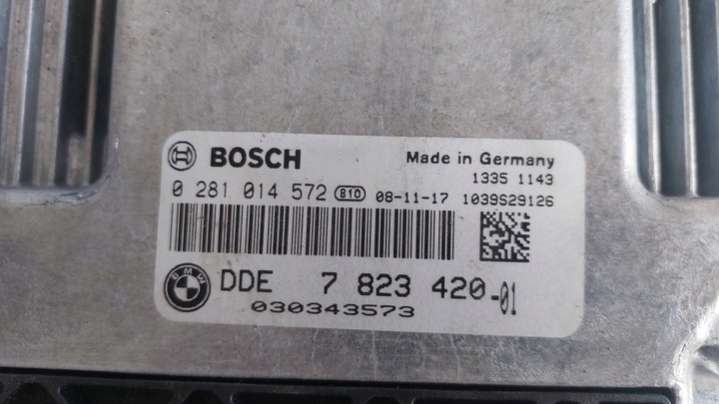 BOSCH Made in Germany
1335 1143
0 281 014 572 810 08-11-17 1039S29126
BMW DDE 7 823 420-01
030343573